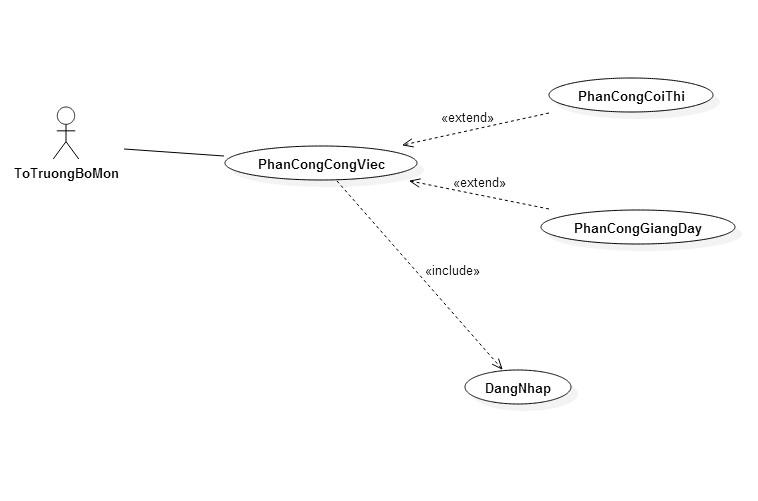 PhanCongCoiThi
«extend»
ToTruongBoMon
PhanCongCongViec
«extend»
PhanCongGiangDay
«include»
DangNhap